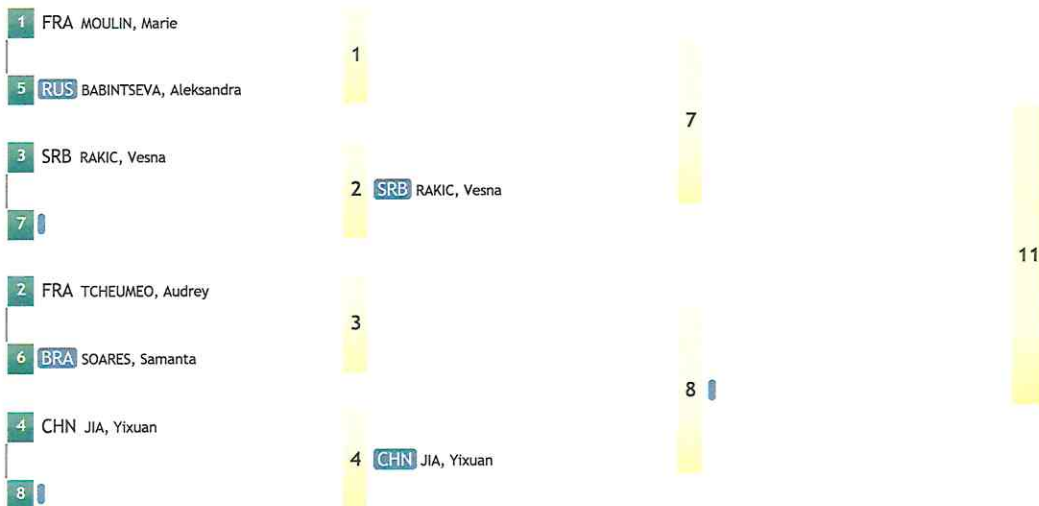 1 FRA MOULIN, Marie
1
5 RUS BABINTSEVA, Aleksandra
7
3 SRB RAKIC, Vesna
2 SRB RAKIC, Vesna
7
11
2 FRA TCHEUMEO, Audrey
3
6 BRA SOARES, Samanta
8
4 CHN JIA, Yixuan
4 CHN JIA, Yixuan
8